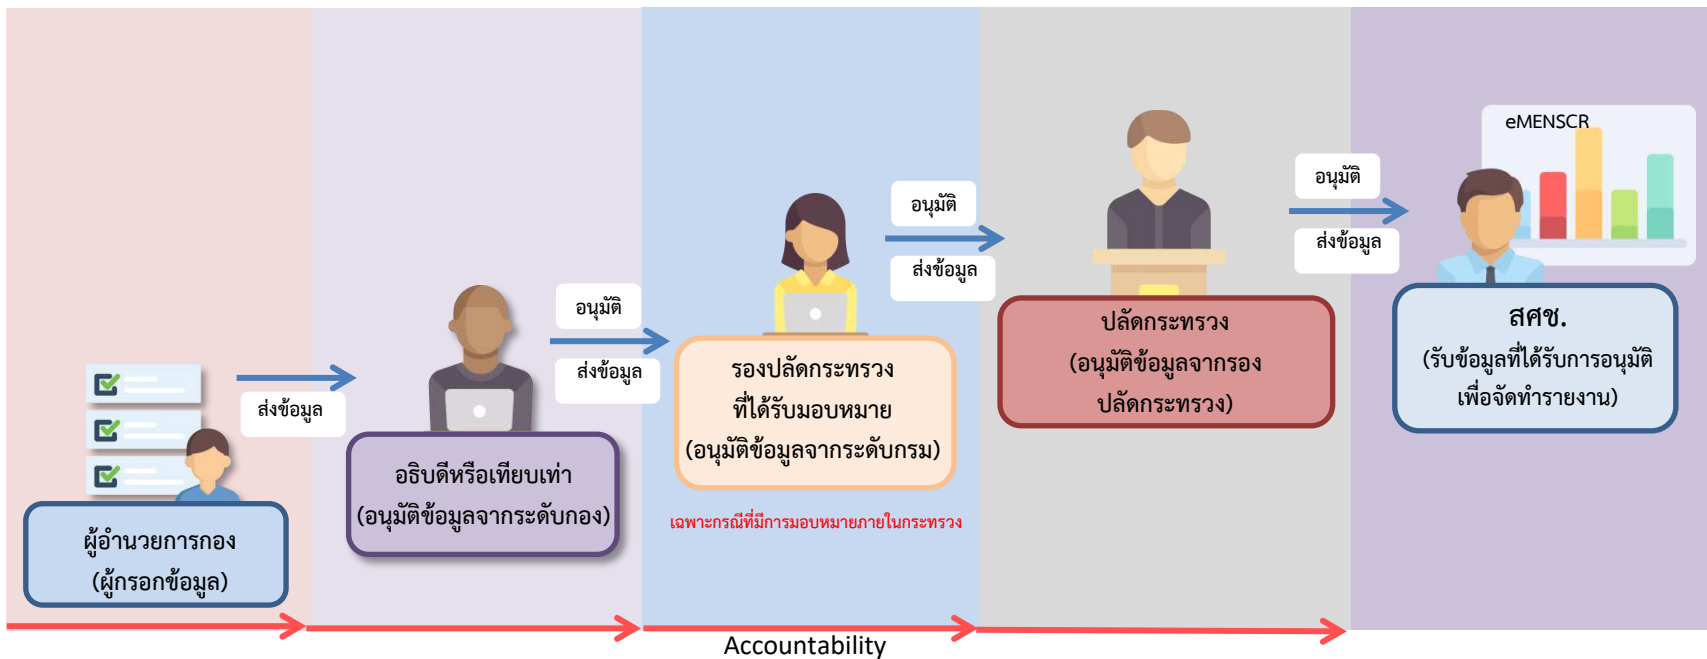 ผู้อำนวยการกอง
(ผู้กรอกข้อมูล)
ส่งข้อมูล
อธิบดีหรือเทียบเท่า
(อนุมัติข้อมูลจากระดับกอง)
อนุมัติ
ส่งข้อมูล
รองปลัดกระทรวง
ที่ได้รับมอบหมาย
(อนุมัติข้อมูลจากระดับกรม)
เฉพาะกรณีที่มีการมอบหมายภายในกระทรวง
อนุมัติ
ส่งข้อมูล
ปลัดกระทรวง
(อนุมัติข้อมูลจากรอง
ปลัดกระทรวง)
อนุมัติ
ส่งข้อมูล
eMENSCR
สศช.
(รับข้อมูลที่ได้รับการอนุมัติ
เพื่อจัดทำรายงาน)
Accountability